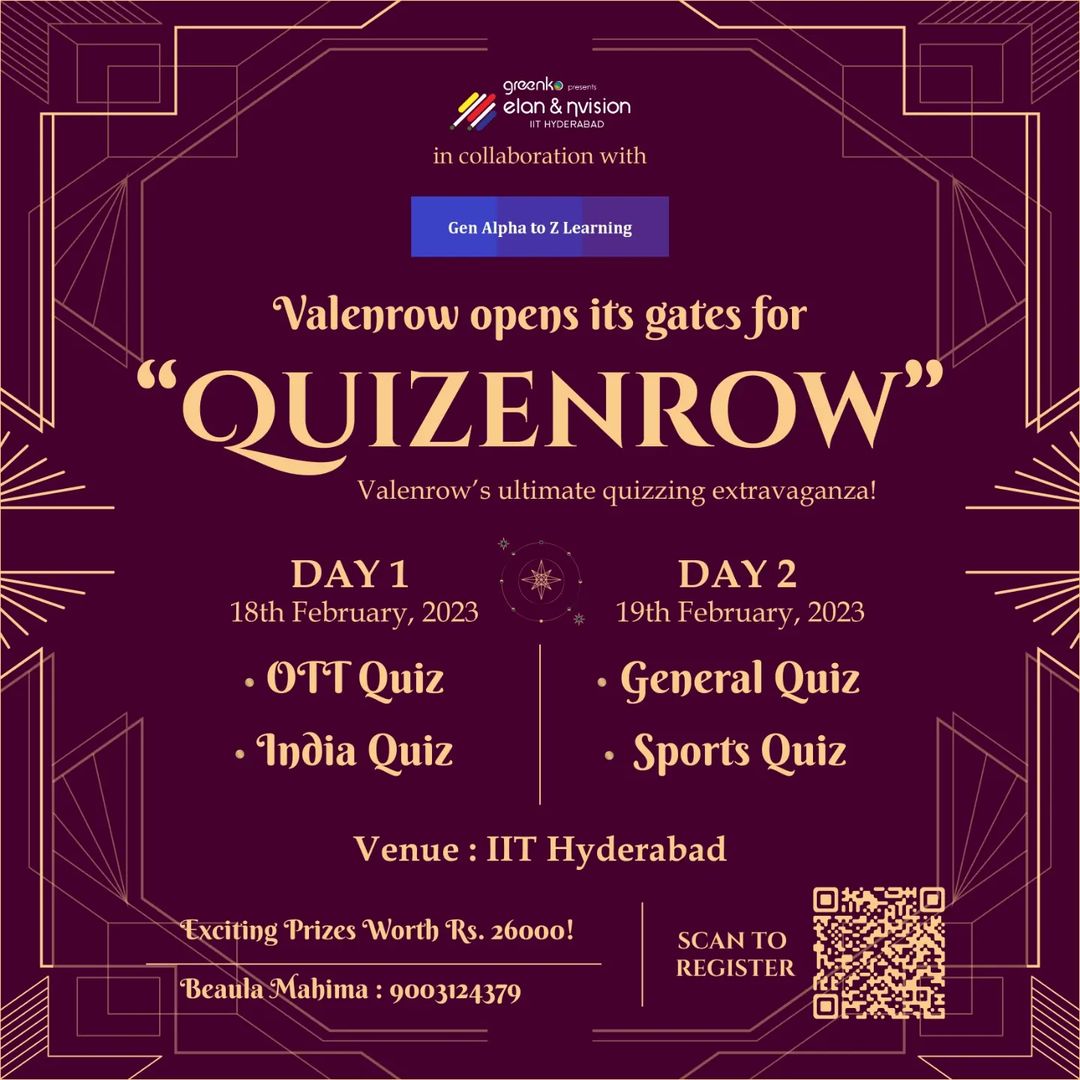 greenko presents
elan & ηvision
IIT HYDERABAD
in collaboration with
Gen Alpha to Z Learning
Valenrow opens its gates for
“QUIZENROW”
Valenrow’s ultimate quizzing extravaganza!
DAY 1
18th February, 2023
• OTT Quiz
• India Quiz
DAY 2
19th February, 2023
• General Quiz
• Sports Quiz
Venue : IIT Hyderabad
Exciting Prizes Worth Rs. 26000!
Beaula Mahima : 9003124379
SCAN TO
REGISTER